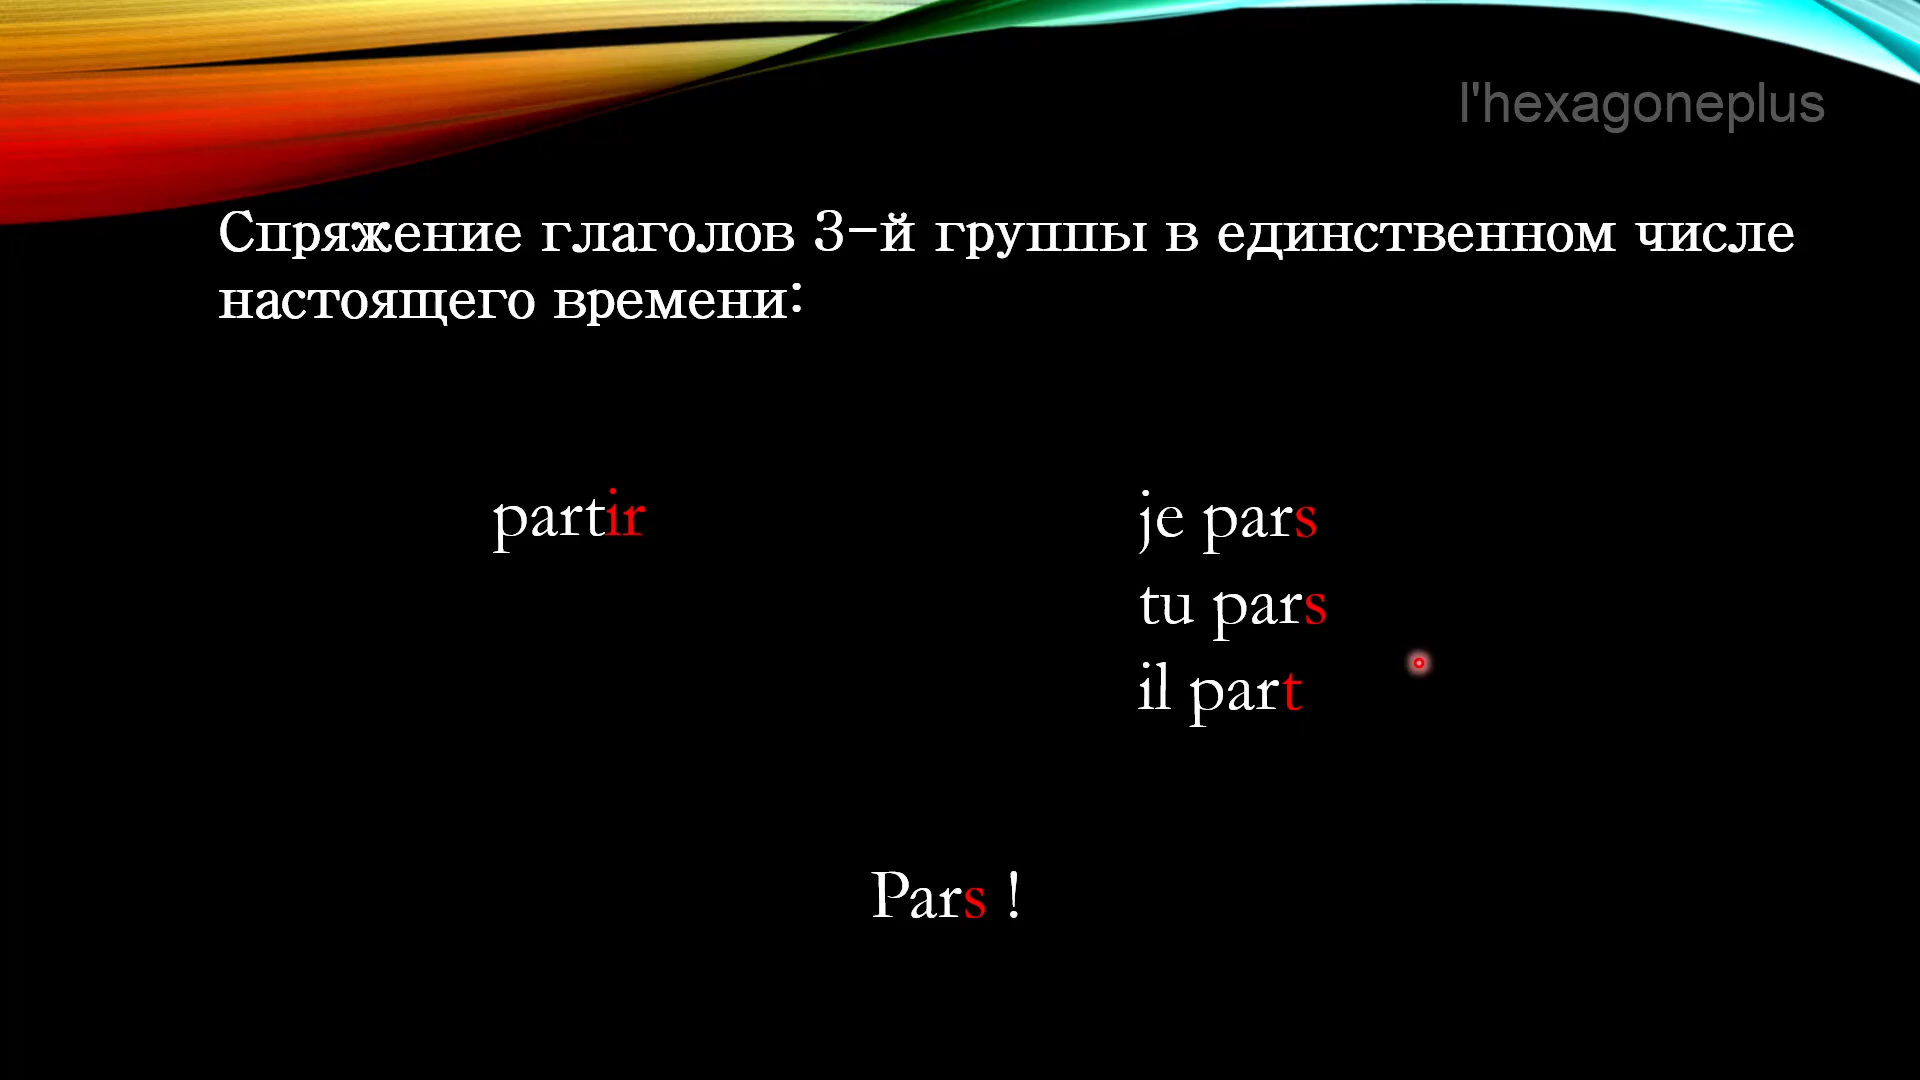 l'hexagoneplus
Спряжение глаголов 3-й группы в единственном числе
настоящего времени:
partir
je pars
tu pars
il part
Pars !